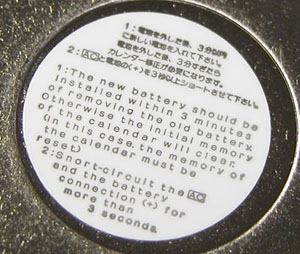 1:電池を外した後、3分以内
に新しい電池を入れて下さい。
電池を外した後、3分すぎたら
カレンダー修正が必要になります。
2:ACと電池の(+)を3秒以上ショートさせて下さい。
1:The new battery should be
installed within 3 minutes
of removing the old battery.
Otherwise the initial memory
of the calendar will clear.
(In this case, the memory of
the calendar must be
reset)
2:Short-circuit the AC
and the battery
connection (+) for
more than
3 seconds.